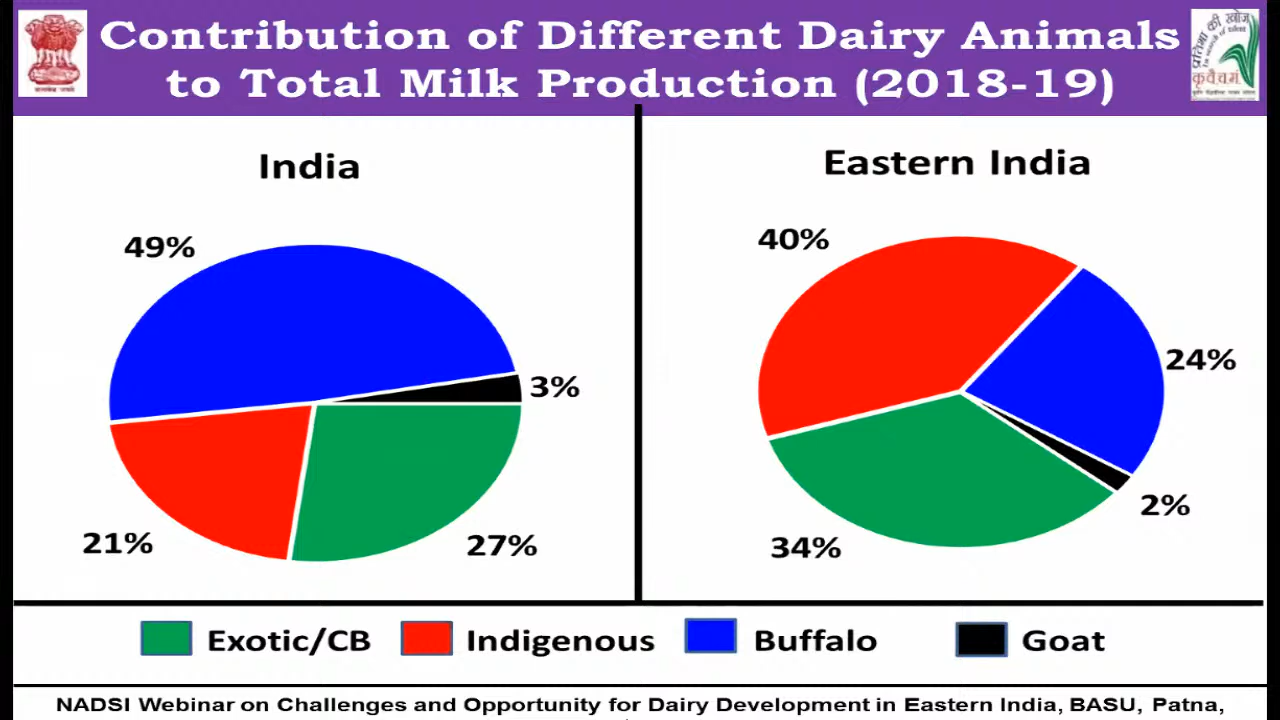 Contribution of Different Dairy Animals
to Total Milk Production (2018-19)
India
49%
3%
21%
27%
Eastern India
40%
24%
2%
34%
Exotic/CB
Indigenous
Buffalo
Goat
NADSI Webinar on Challenges and Opportunity for Dairy Development in Eastern India, BASU, Patna,